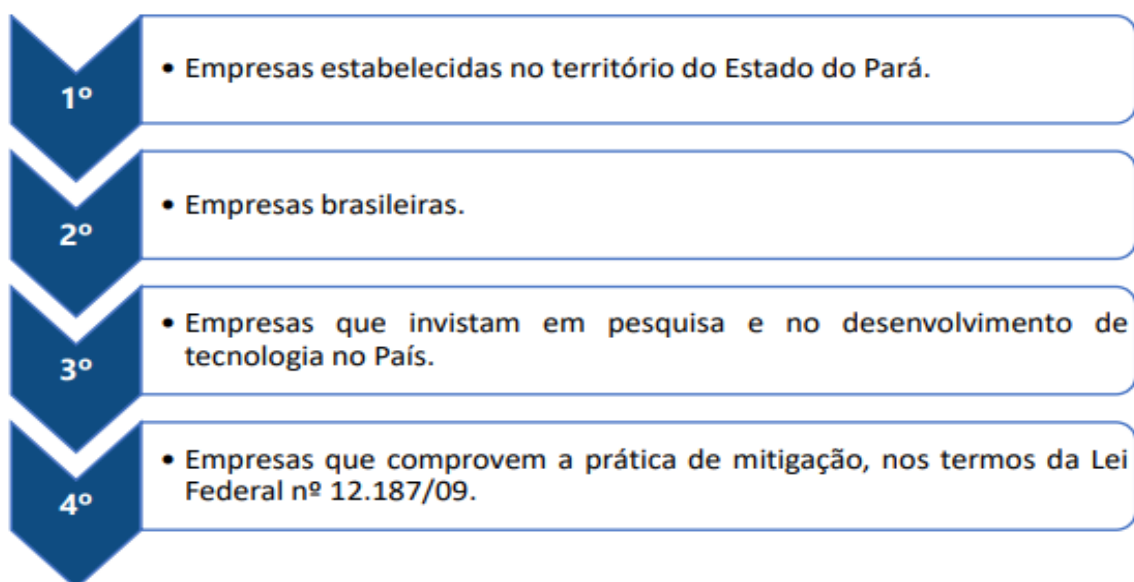 1º
• Empresas estabelecidas no território do Estado do Pará.
2º
• Empresas brasileiras.
3º
• Empresas que invistam em pesquisa e no desenvolvimento de
tecnologia no País.
4º
• Empresas que comprovem a prática de mitigação, nos termos da Lei
Federal nº 12.187/09.